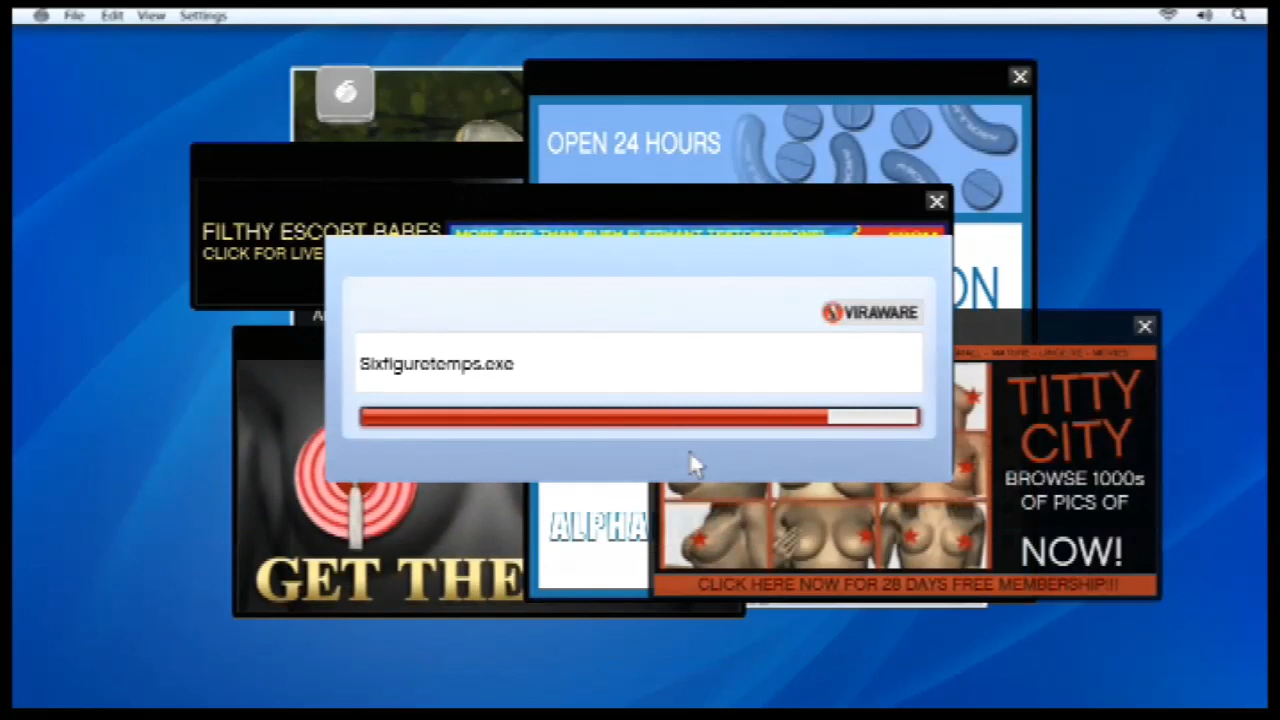 File Edit View Settings
OPEN 24 HOURS
FILTHY ESCORT BABES
CLICK FOR LIVE
ON
VIRAWARE
Sixfiguretemps.exe
TITTY
CITY
BROWSE 1000s
OF PICS OF
NOW!
ALPHA
GET THE
CLICK HERE NOW FOR 28 DAYS FREE MEMBERSHIP!!!